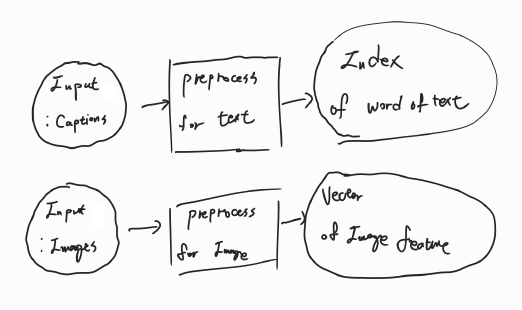 Input
: Captions
preprocess
for text
Index
of word of text
Input
: Images
preprocess
for Image
Vector
of Image feature